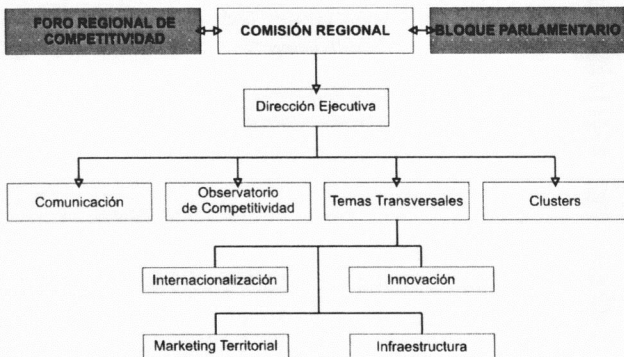 FORO REGIONAL DE
COMPETITIVIDAD
COMISIÓN REGIONAL
BLOQUE PARLAMENTARIO
Dirección Ejecutiva
Comunicación
Observatorio
de Competitividad
Temas Transversales
Clusters
Internacionalización
Innovación
Marketing Territorial
Infraestructura